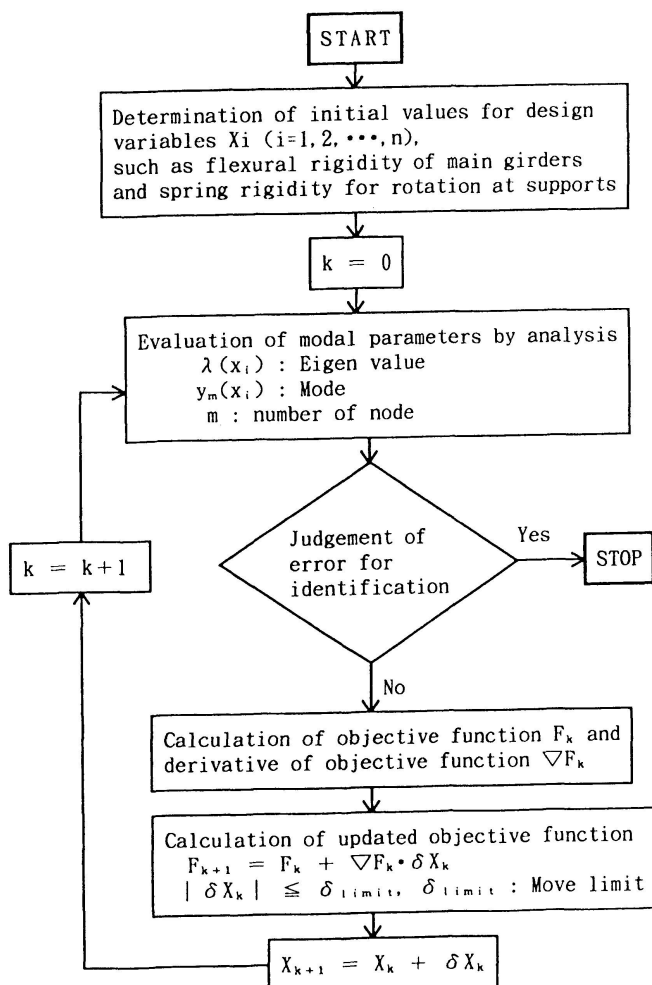 START
Determination of initial values for design
variables Xi (i=1,2,•••,n),
such as flexural rigidity of main girders
and spring rigidity for rotation at supports
k = 0
Evaluation of modal parameters by analysis
λ(xᵢ) : Eigen value
yₘ(xᵢ) : Mode
m : number of node
Judgement of
error for
identification
Yes
STOP
No
k = k+1
Calculation of objective function Fₖ and
derivative of objective function ▽Fₖ
Calculation of updated objective function
Fₖ₊₁ = Fₖ + ▽Fₖ•δXₖ
| δXₖ | ≦ δₗᵢₘᵢₜ, δₗᵢₘᵢₜ : Move limit
Xₖ₊₁ = Xₖ + δXₖ